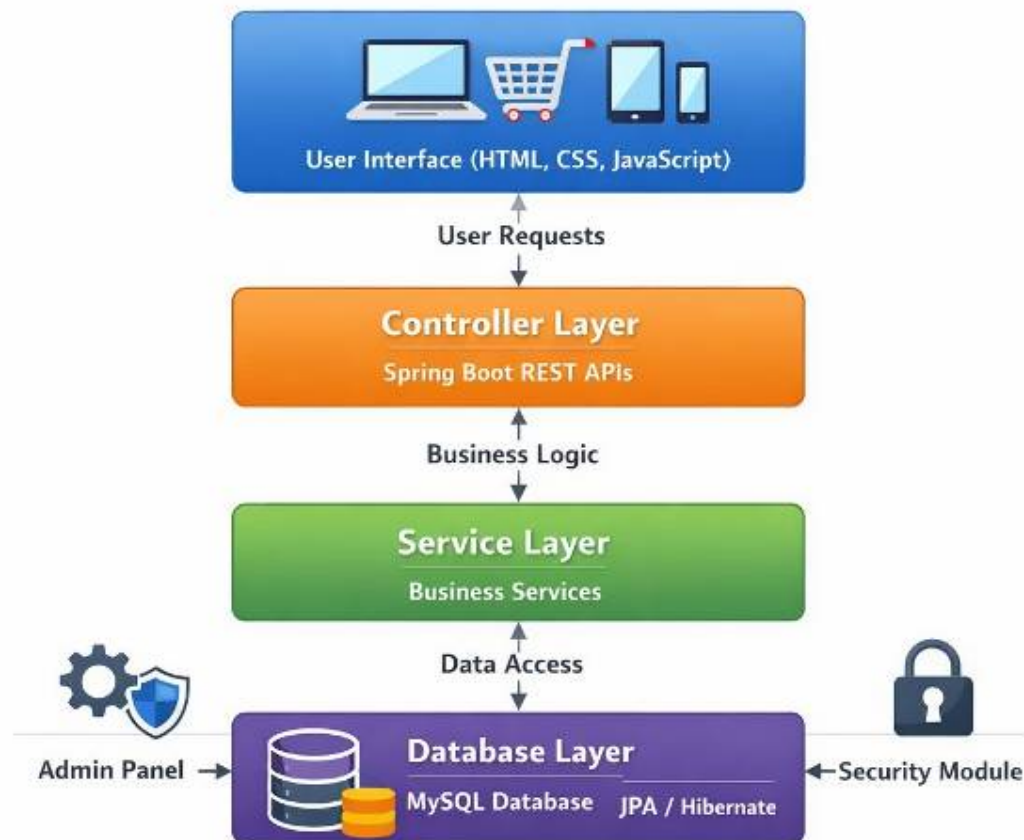 User Interface (HTML, CSS, JavaScript)
User Requests
Controller Layer
Spring Boot REST APIs
Business Logic
Service Layer
Business Services
Data Access
Admin Panel
Database Layer
MySQL Database
JPA / Hibernate
Security Module